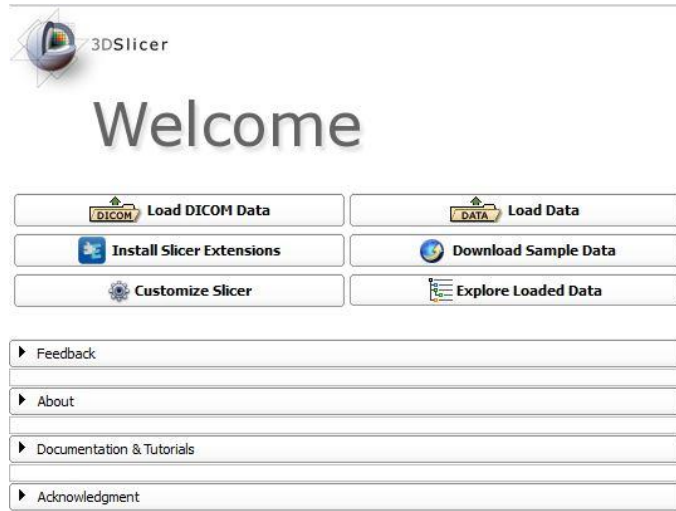 3DSlicer
Welcome
DICOM Load DICOM Data
DATA Load Data
Install Slicer Extensions
Download Sample Data
Customize Slicer
Explore Loaded Data
Feedback
About
Documentation & Tutorials
Acknowledgment